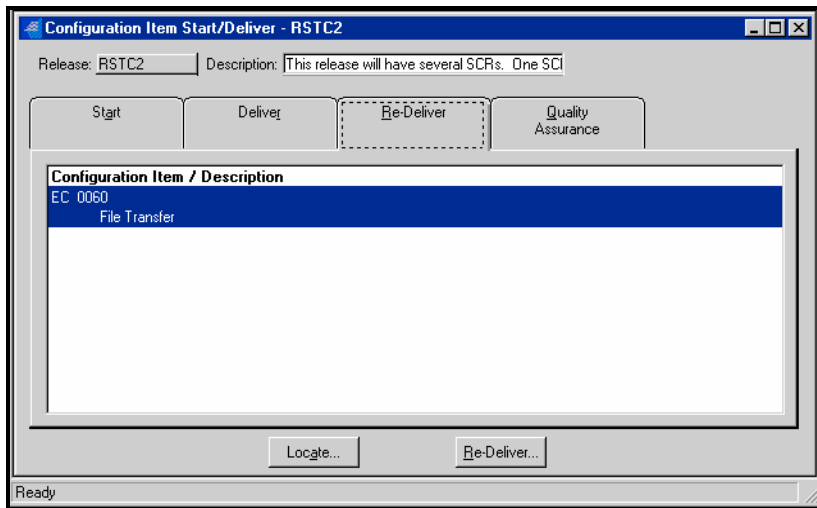 Configuration Item Start/Deliver - RSTC2
Release: RSTC2 Description: This release will have several SCRs. One SCI
Start Deliver Re-Deliver Quality
Assurance
Configuration Item / Description
EC 0060
File Transfer
Locate... Re-Deliver...
Ready